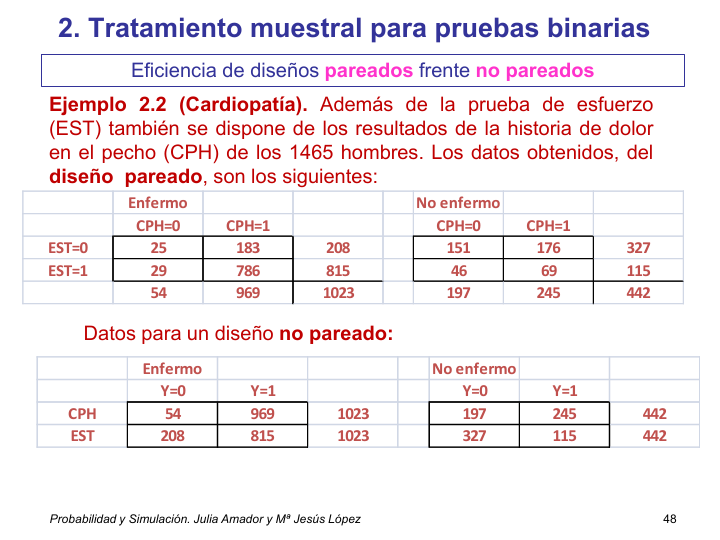 2. Tratamiento muestral para pruebas binarias
Eficiencia de diseños pareados frente no pareados
Ejemplo 2.2 (Cardiopatía). Además de la prueba de esfuerzo
(EST) también se dispone de los resultados de la historia de dolor
en el pecho (CPH) de los 1465 hombres. Los datos obtenidos, del
diseño pareado, son los siguientes:
Enfermo No enfermo
CPH=0 CPH=1 CPH=0 CPH=1
EST=0 25 183 208 151 176 327
EST=1 29 786 815 46 69 115
54 969 1023 197 245 442
Datos para un diseño no pareado:
Enfermo No enfermo
Y=0 Y=1 Y=0 Y=1
CPH 54 969 1023 197 245 442
EST 208 815 1023 327 115 442
Probabilidad y Simulación. Julia Amador y Mª Jesús López 48